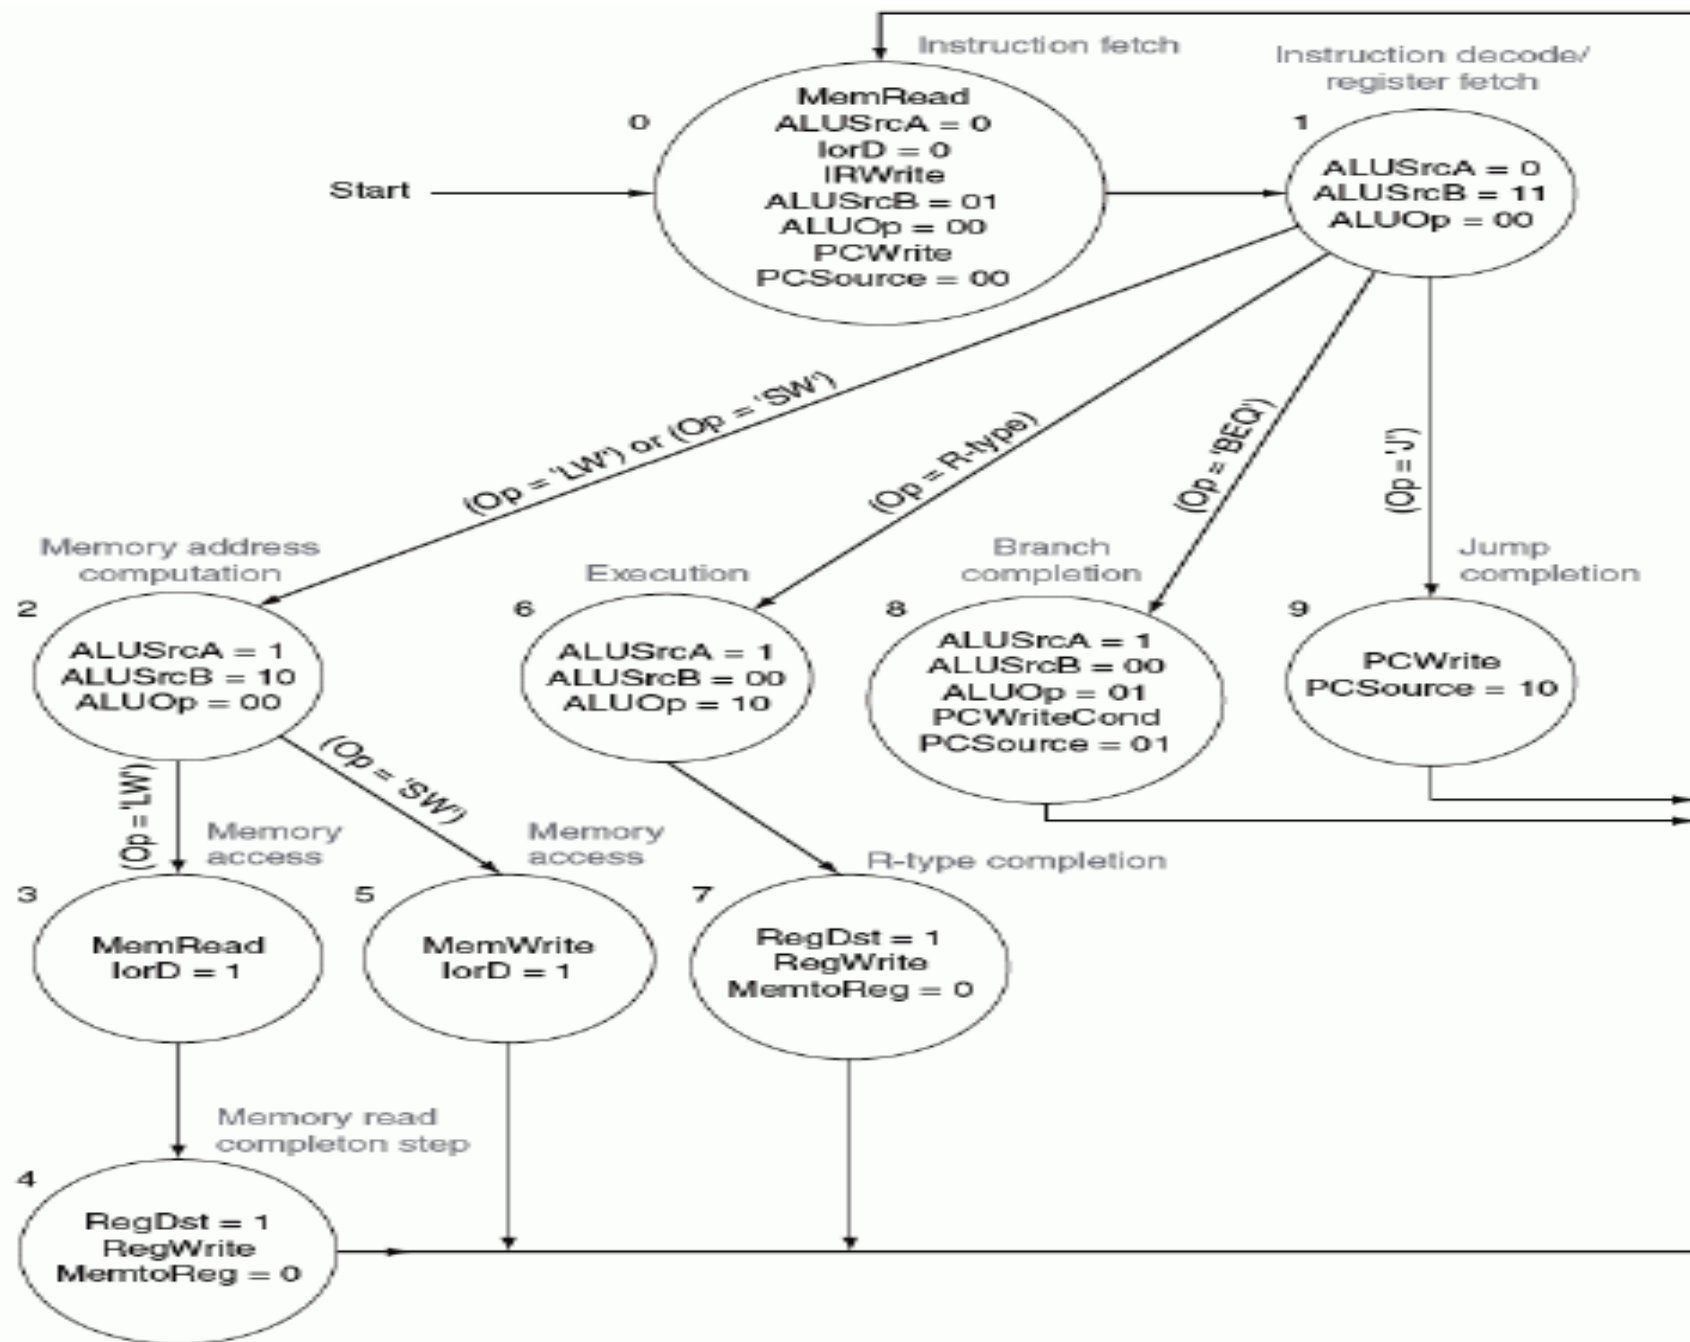 Instruction fetch
Instruction decode/
register fetch
0
MemRead
ALUSrcA = 0
IorD = 0
IRWrite
ALUSrcB = 01
ALUOp = 00
PCWrite
PCSource = 00
1
ALUSrcA = 0
ALUSrcB = 11
ALUOp = 00
Start
(Op = 'LW') or (Op = 'SW')
(Op = R-type)
(Op = 'BEQ')
(Op = 'J')
Memory address
computation
2
ALUSrcA = 1
ALUSrcB = 10
ALUOp = 00
Execution
6
ALUSrcA = 1
ALUSrcB = 00
ALUOp = 10
Branch
completion
8
ALUSrcA = 1
ALUSrcB = 00
ALUOp = 01
PCWriteCond
PCSource = 01
Jump
completion
9
PCWrite
PCSource = 10
(Op = 'LW')
(Op = 'SW')
Memory
access
3
MemRead
IorD = 1
Memory
access
5
MemWrite
IorD = 1
R-type completion
7
RegDst = 1
RegWrite
MemtoReg = 0
Memory read
completon step
4
RegDst = 1
RegWrite
MemtoReg = 0